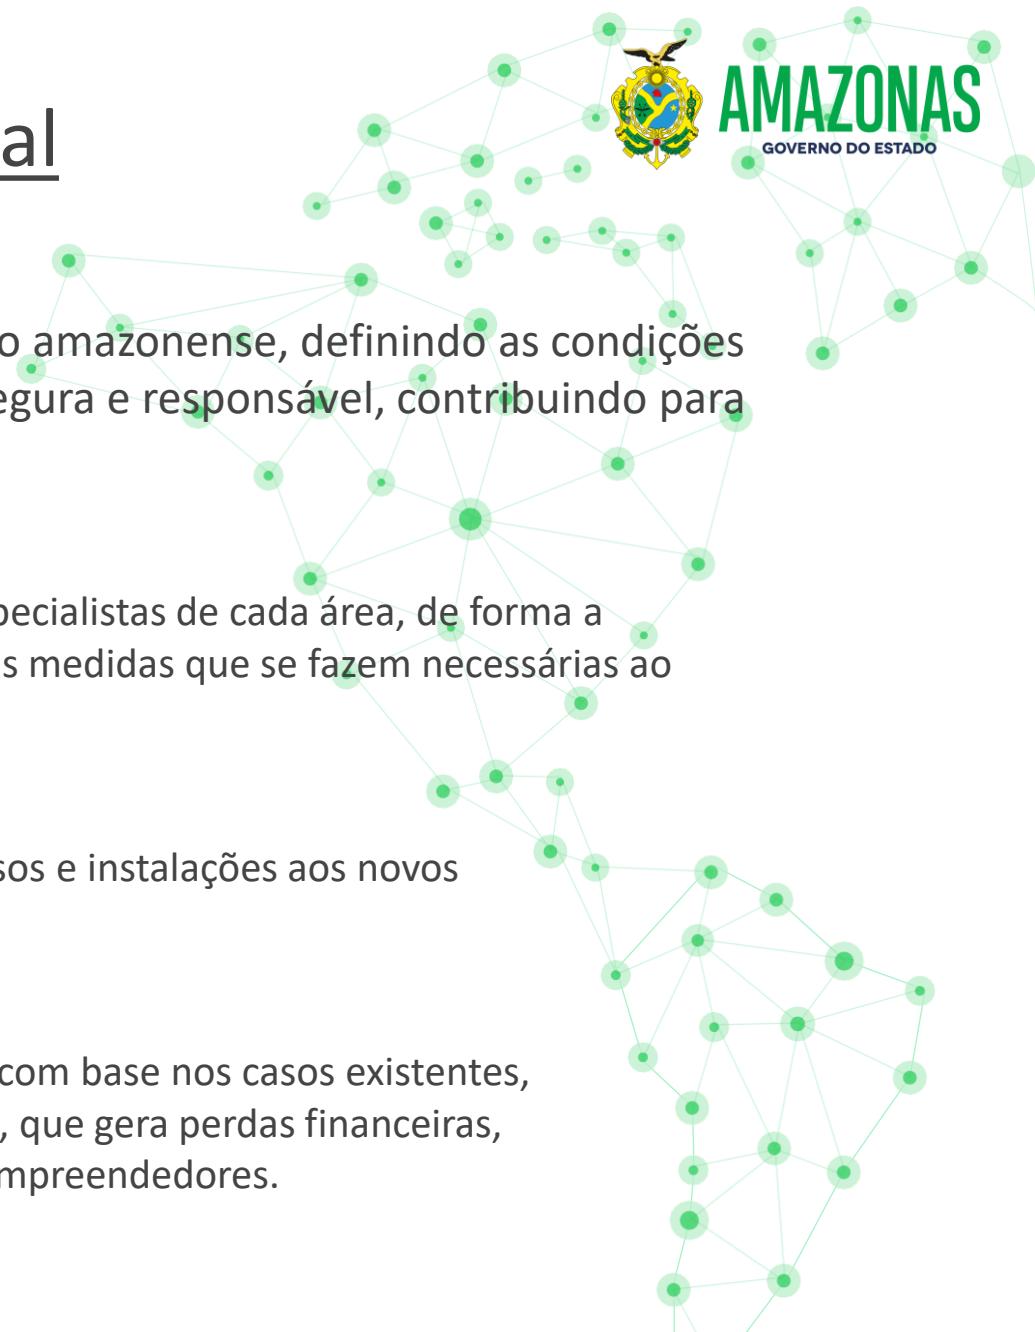 AMAZONAS
GOVERNO DO ESTADO
al
o amazonense, definindo as condições
egura e responsável, contribuindo para
pecialistas de cada área, de forma a
s medidas que se fazem necessárias ao
sos e instalações aos novos
com base nos casos existentes,
, que gera perdas financeiras,
mpreendedores.